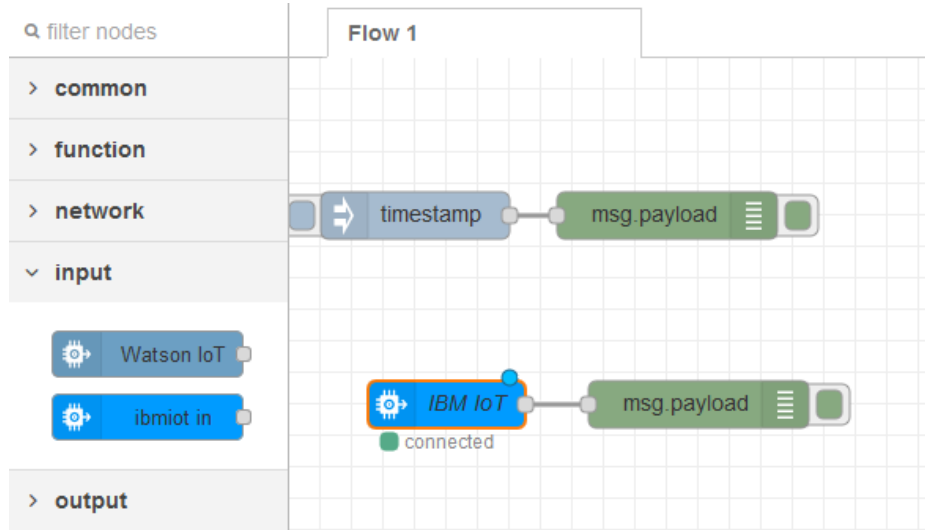 filter nodes
Flow 1
common
function
network
input
Watson IoT
ibmiot in
output
timestamp
msg.payload
IBM IoT
msg.payload
connected